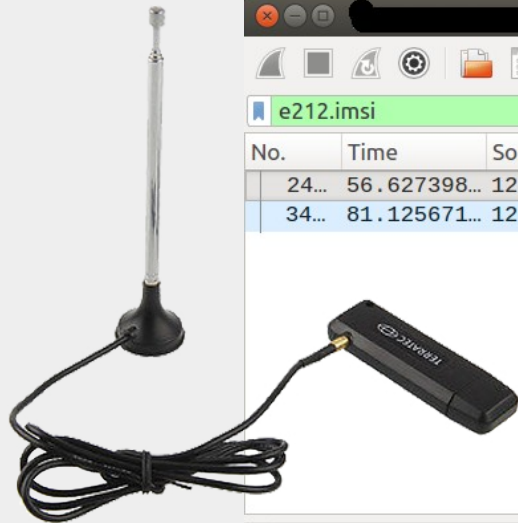 e212.imsi
No. Time So
24… 56.627398… 12
34… 81.125671… 12
TERRATEC